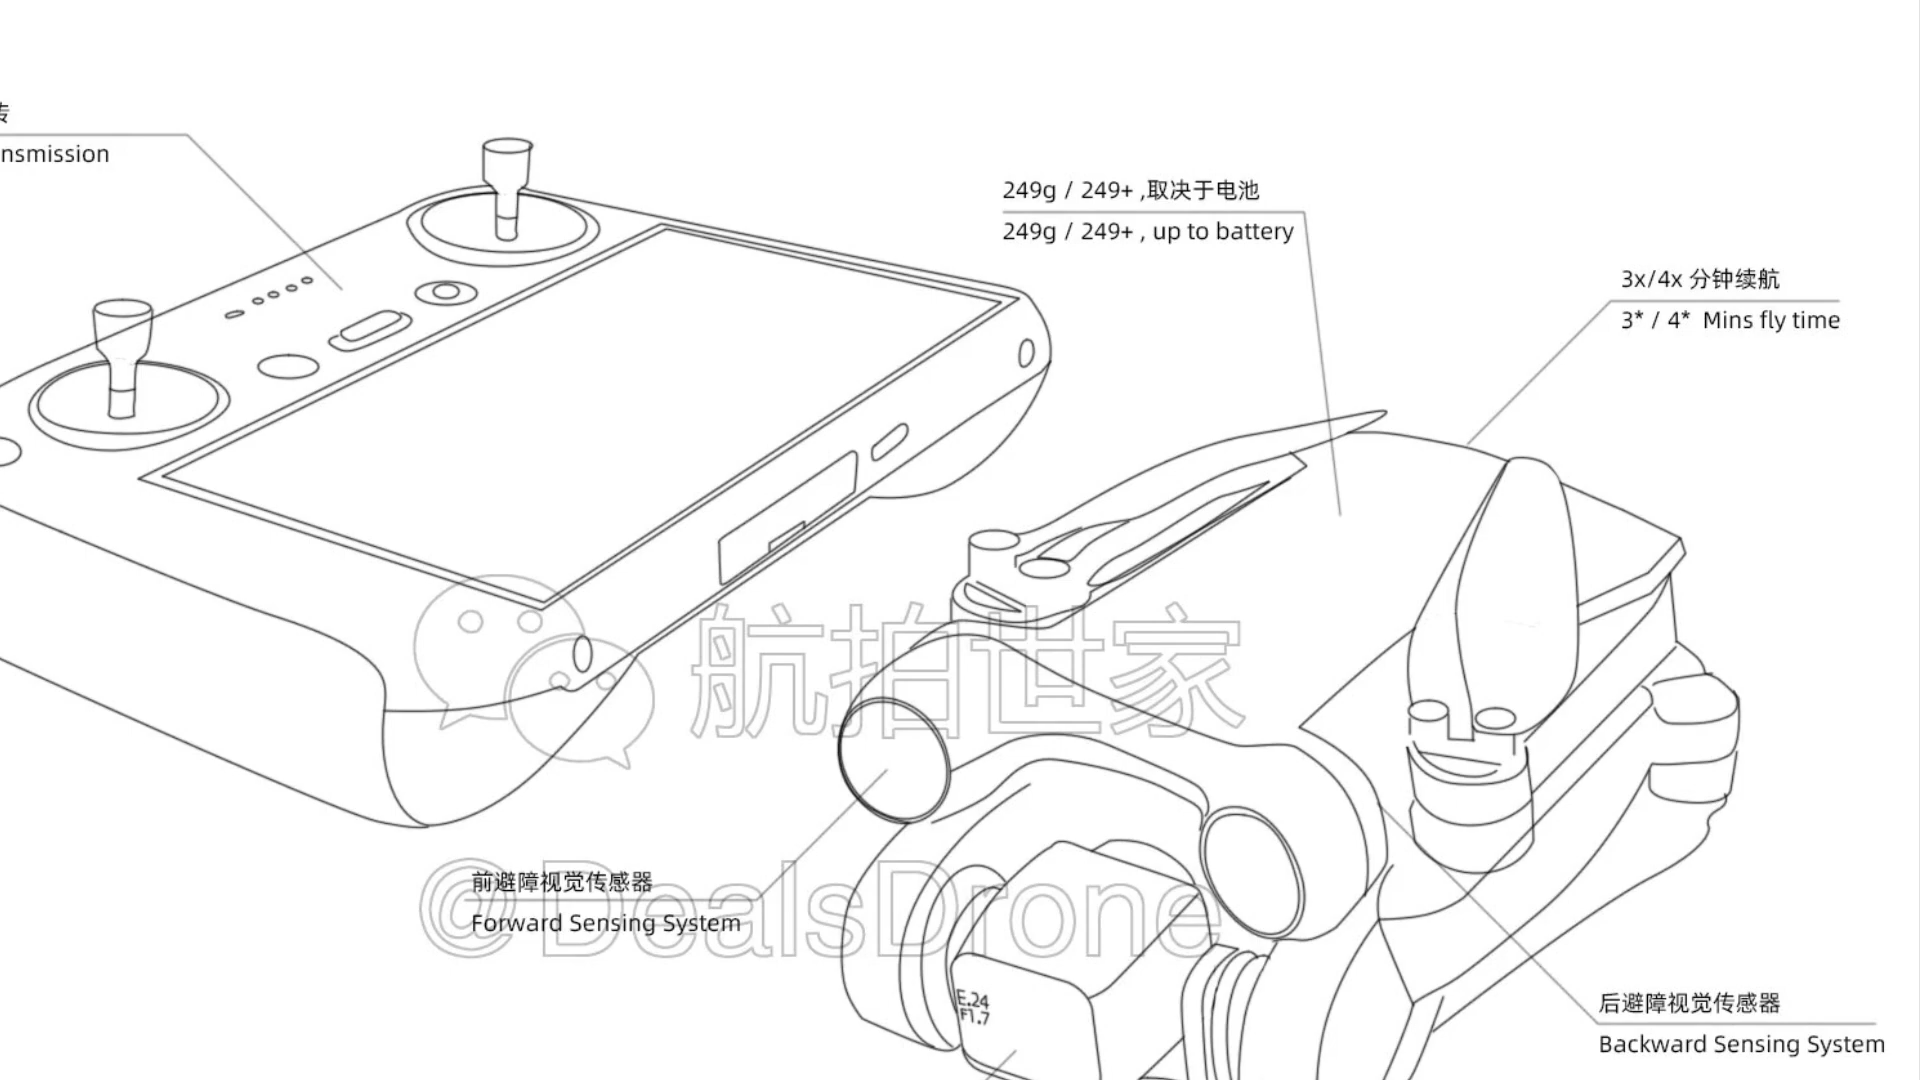 传
nsmission
249g / 249+ ,取决于电池
249g / 249+ , up to battery
3x/4x 分钟续航
3* / 4* Mins fly time
航拍世家
前避障视觉传感器
Forward Sensing System
@DealsDrone
E.24
F1.7
后避障视觉传感器
Backward Sensing System